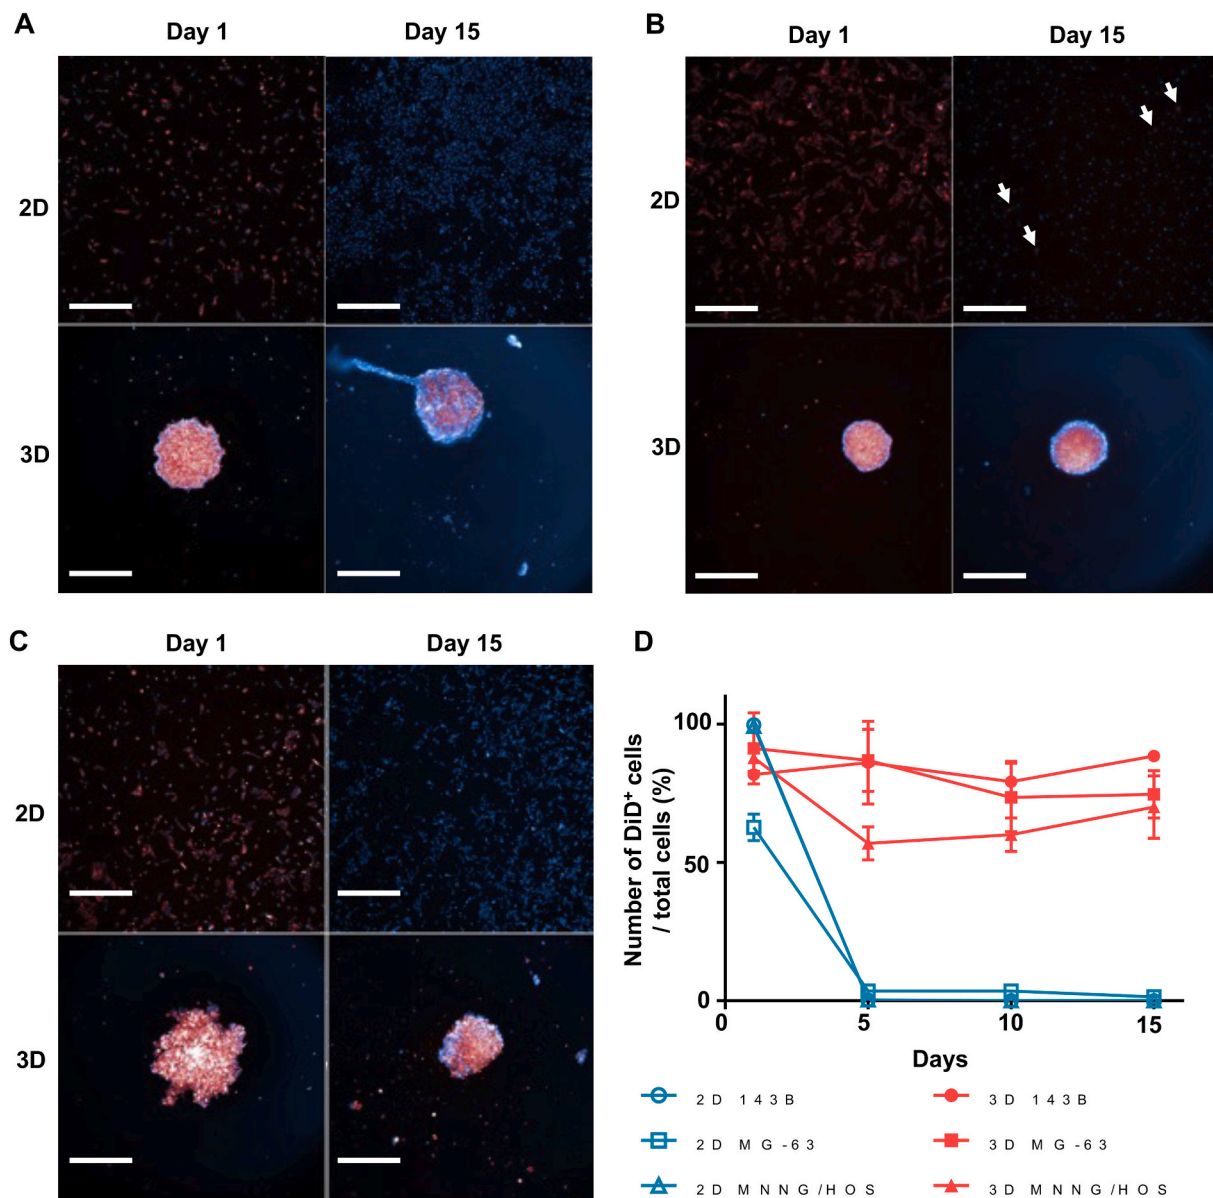 A
Day 1
Day 15
2D
3D
B
Day 1
Day 15
2D
3D
C
Day 1
Day 15
2D
3D
D
Number of DiD⁺ cells
/ total cells (%)
100
50
0
0
5
10
15
Days
2D 143B
3D 143B
2D MG-63
3D MG-63
2D MNNG/HOS
3D MNNG/HOS